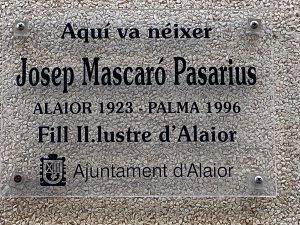 Aquí va néixer
Josep Mascaró Pasarius
ALAIOR 1923 - PALMA 1996
Fill Il.lustre d'Alaior
Ajuntament d'Alaior